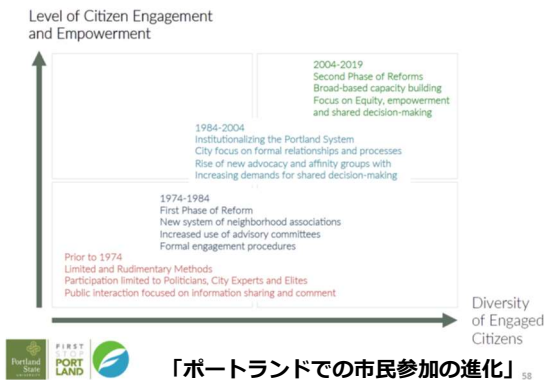 Level of Citizen Engagement
and Empowerment
2004-2019
Second Phase of Reforms
Broad-based capacity building
Focus on Equity, empowerment
and shared decision-making
1984-2004
Institutionalizing the Portland System
City focus on formal relationships and processes
Rise of new advocacy and affinity groups with
Increasing demands for shared decision-making
1974-1984
First Phase of Reform
New system of neighborhood associations
Increased use of advisory committees
Formal engagement procedures
Prior to 1974
Limited and Rudimentary Methods
Participation limited to Politicians, City Experts and Elites
Public interaction focused on information sharing and comment
Diversity
of Engaged
Citizens
Portland
State
UNIVERSITY
FIRST
STOP
PORT
LAND
「ポートランドでの市民参加の進化」
58